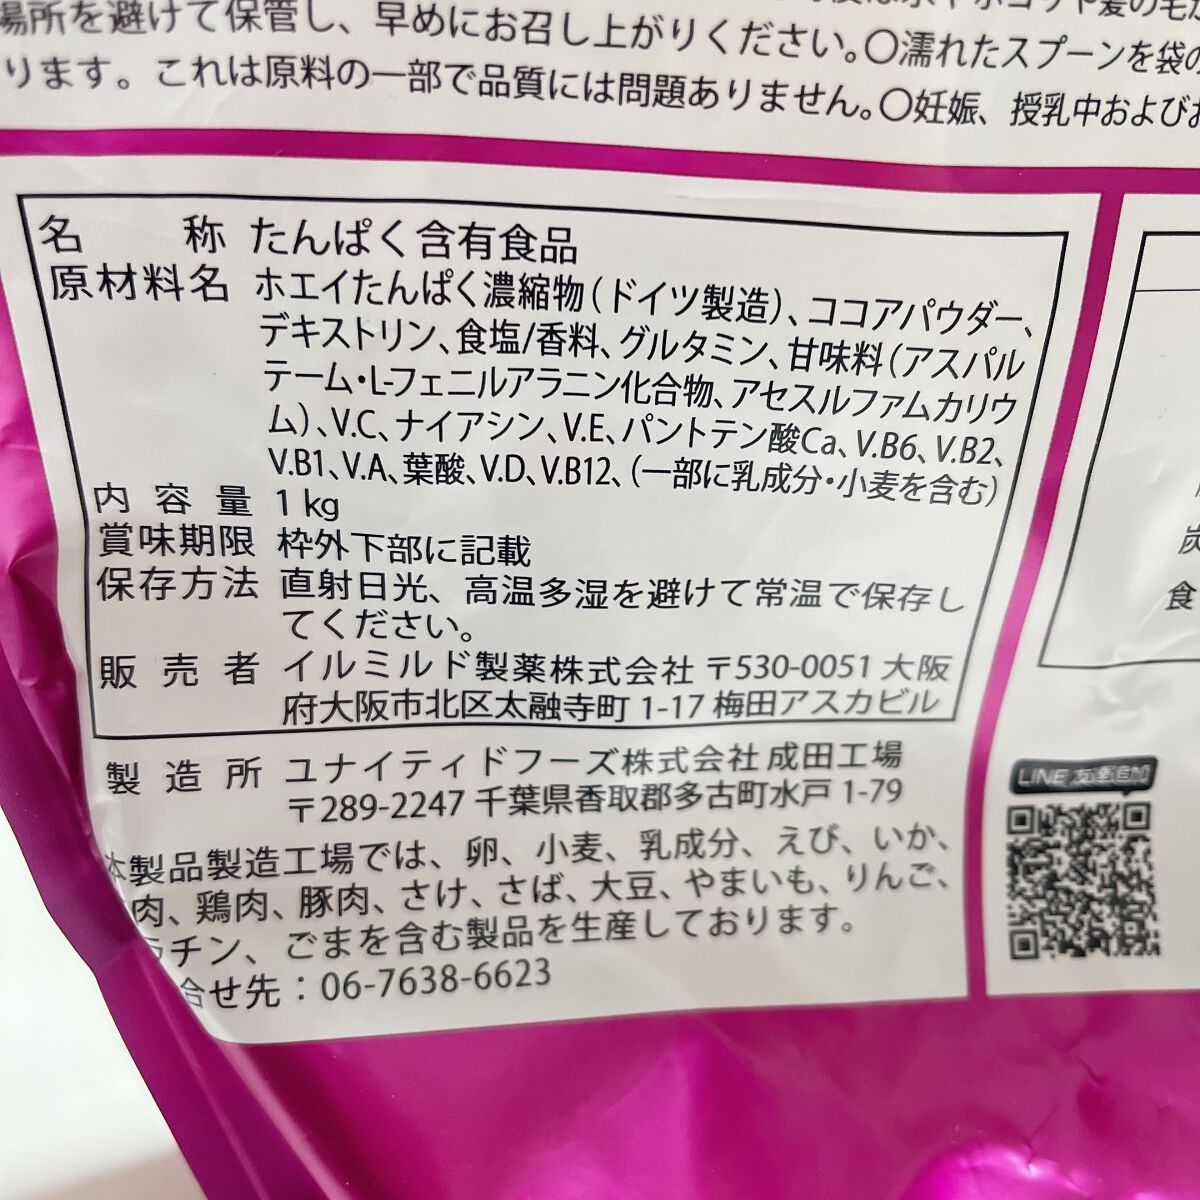 場所を避けて保管し、早めにお召し上がりください。〇濡れたスプーンを袋の
ります。これは原料の一部で品質には問題ありません。〇妊娠、授乳中および
名称 たんぱく含有食品
原材料名 ホエイたんぱく濃縮物(ドイツ製造)、ココアパウダー、
デキストリン、食塩/香料、グルタミン、甘味料(アスパル
テーム・L-フェニルアラニン化合物、アセスルファムカリウ
ム)、V.C、ナイアシン、V.E、パントテン酸Ca、V.B6、V.B2、
V.B1、V.A、葉酸、V.D、V.B12、(一部に乳成分・小麦を含む)
内容量 1kg
賞味期限 枠外下部に記載
保存方法 直射日光、高温多湿を避けて常温で保存し
てください。
販売者 イルミルド製薬株式会社 〒530-0051 大阪
府大阪市北区太融寺町 1-17 梅田アスカビル
製造所 ユナイティドフーズ株式会社 成田工場
〒289-2247 千葉県香取郡多古町水戸 1-79
本製品製造工場では、卵、小麦、乳成分、えび、いか、
肉、鶏肉、豚肉、さけ、さば、大豆、やまいも、りんご、
ラチン、ごまを含む製品を生産しております。
合せ先：06-7638-6623
炭
食
LINE 友達追加